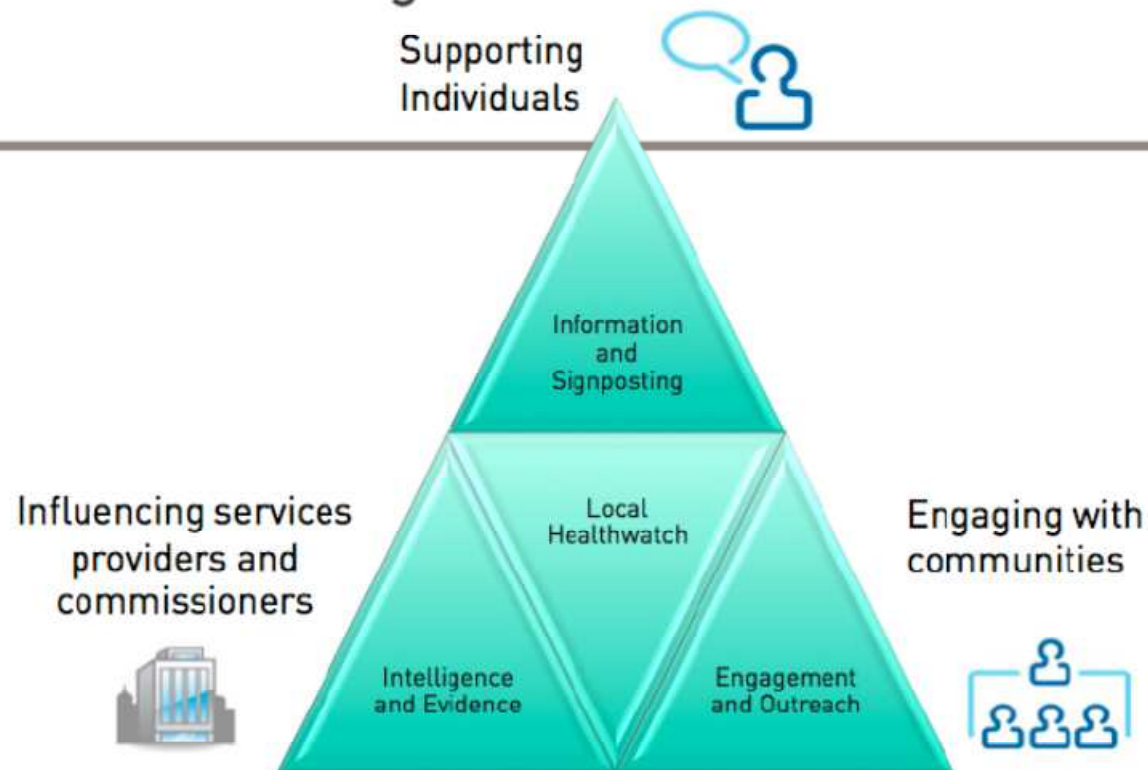 Supporting
Individuals
Information
and
Signposting
Influencing services
providers and
commissioners
Local
Healthwatch
Engaging with
communities
Intelligence
and Evidence
Engagement
and Outreach